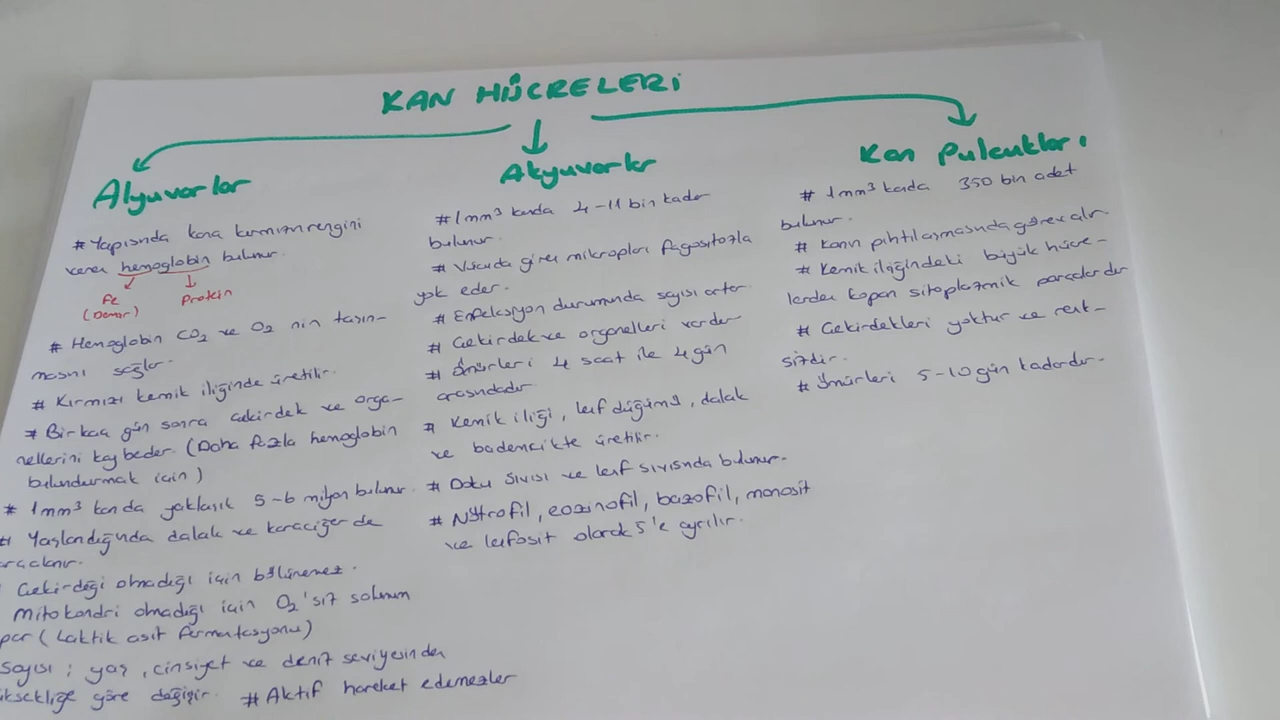 KAN HÜCRELERİ
Alyuvarlar
# Yapısında kana kırmızı rengini
veren hemoglobin bulunur.
Fe
(Demir)
Protein
# Hemoglobin CO2 ve O2 nin taşın-
masını sağlar.
# Kırmızı kemik iliğinde üretilir.
# Birkaç gün sonra çekirdek ve orga-
nellerini kaybeder. (Daha fazla hemoglobin
bulundurmak için)
# 1mm³ kanda yaklaşık 5-6 milyon bulunur.
# Yaşlandığında dalak ve karaciğer de
parçalanır.
Çekirdeği olmadığı için bölünemez.
Mitokondri olmadığı için O2'siz solunum
(Laktik asit fermantasyonu)
sayısı; yaş, cinsiyet ve deniz seviyesinden
göre değişir. # Aktif hareket edemezler
Akyuvarlar
# 1mm³ kanda 4-11 bin kadar
bulunur.
# Vücuda giren mikropları fagositozla
yok eder.
# Enfeksiyon durumunda sayısı artar.
# Çekirdek ve organelleri vardır
# Ömürleri 4 saat ile 4 gün
arasındadır.
# Kemik iliği, lenf düğümü, dalak
ve bademcikte üretilir.
# Doku sıvısı ve lenf sıvısında bulunur.
# Nötrofil, eozinofil, bazofil, monosit
ve lenfosit olarak 5'e ayrılır.
Kan Pulcukları
# 1mm³ kanda 350 bin adet
bulunur.
# Kanın pıhtılaşmasında görev alır.
# Kemik iliğindeki büyük hücre-
lerden kopan sitoplazmik parçalardır
# Çekirdekleri yoktur ve renk-
sizdir.
# Ömürleri 5-10 gün kadardır.